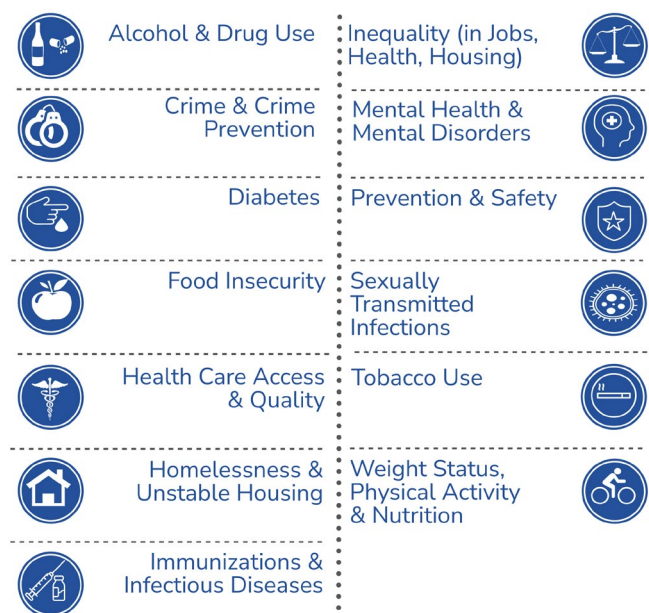 Alcohol & Drug Use
Crime & Crime
Prevention
Diabetes
Food Insecurity
Health Care Access
& Quality
Homelessness &
Unstable Housing
Immunizations &
Infectious Diseases
Inequality (in Jobs,
Health, Housing)
Mental Health &
Mental Disorders
Prevention & Safety
Sexually
Transmitted
Infections
Tobacco Use
Weight Status,
Physical Activity
& Nutrition